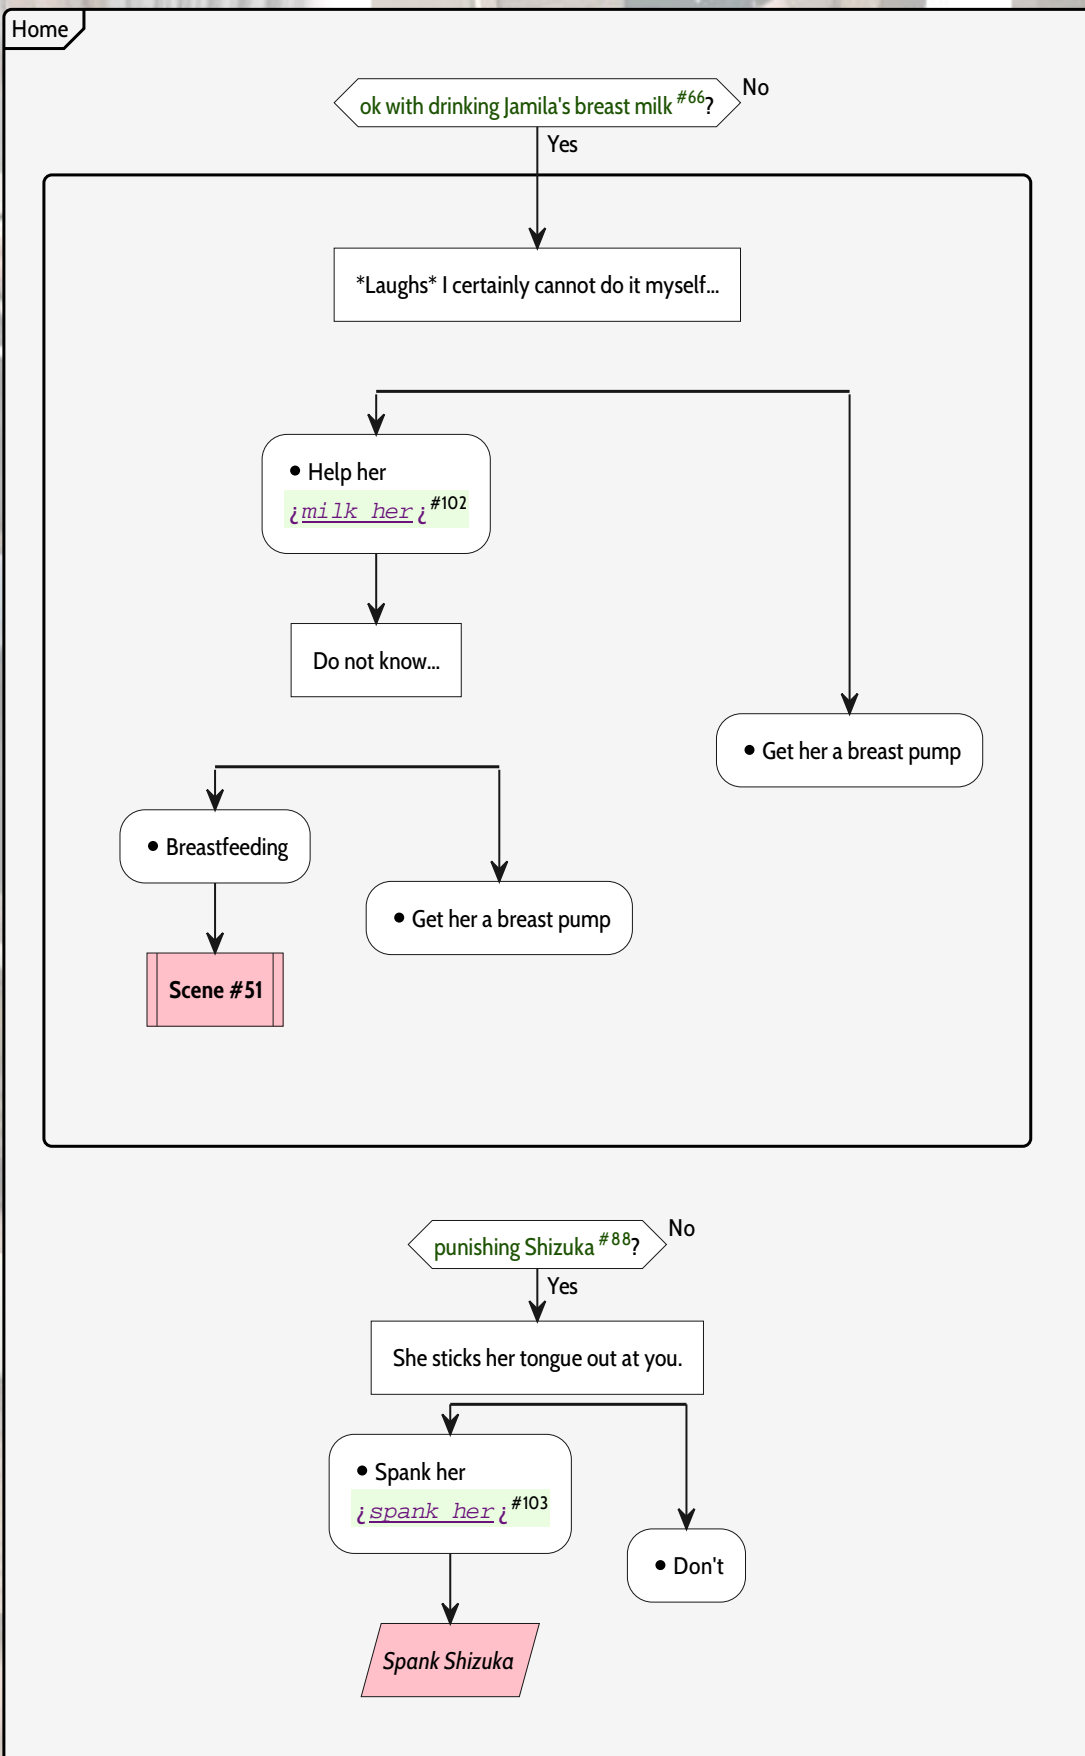 Home
ok with drinking Jamila's breast milk #66?
No
Yes
*Laughs* I certainly cannot do it myself...
• Help her
¿milk her¿#102
Do not know...
• Get her a breast pump
• Breastfeeding
• Get her a breast pump
Scene #51
punishing Shizuka #88?
No
Yes
She sticks her tongue out at you.
• Spank her
¿spank her¿#103
• Don't
Spank Shizuka